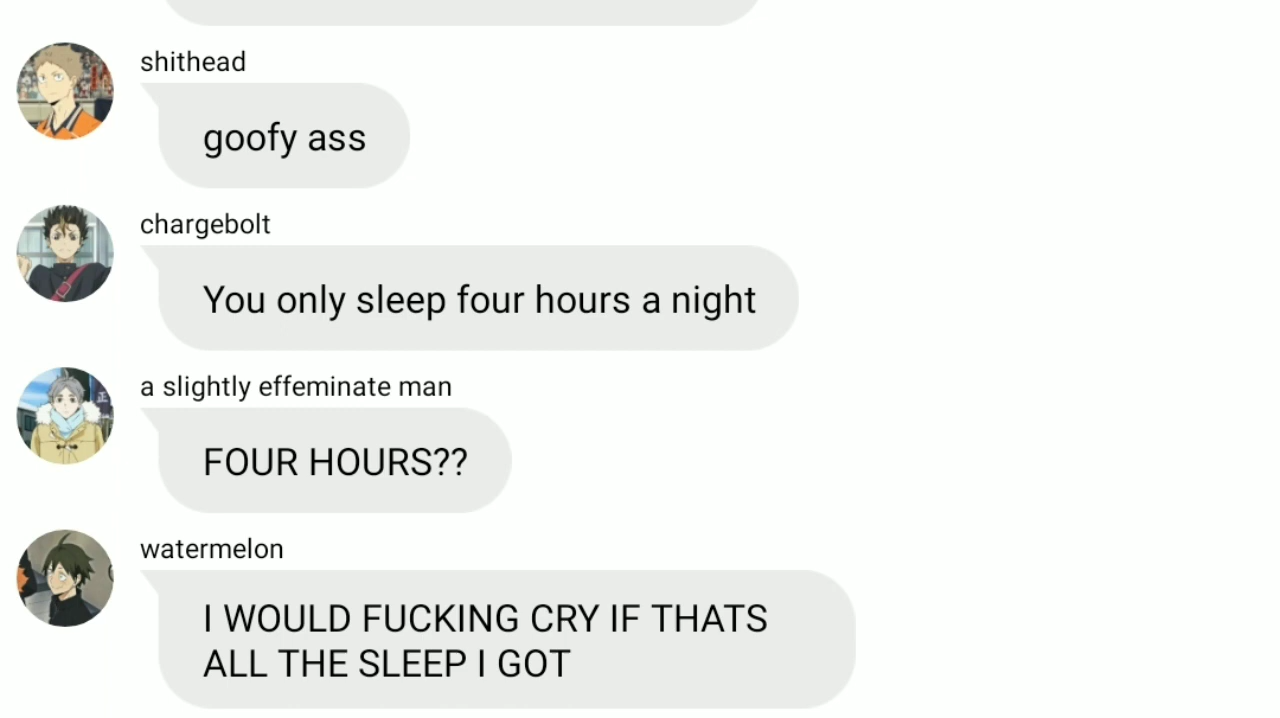 shithead
goofy ass
chargebolt
You only sleep four hours a night
a slightly effeminate man
FOUR HOURS??
watermelon
I WOULD FUCKING CRY IF THATS
ALL THE SLEEP I GOT